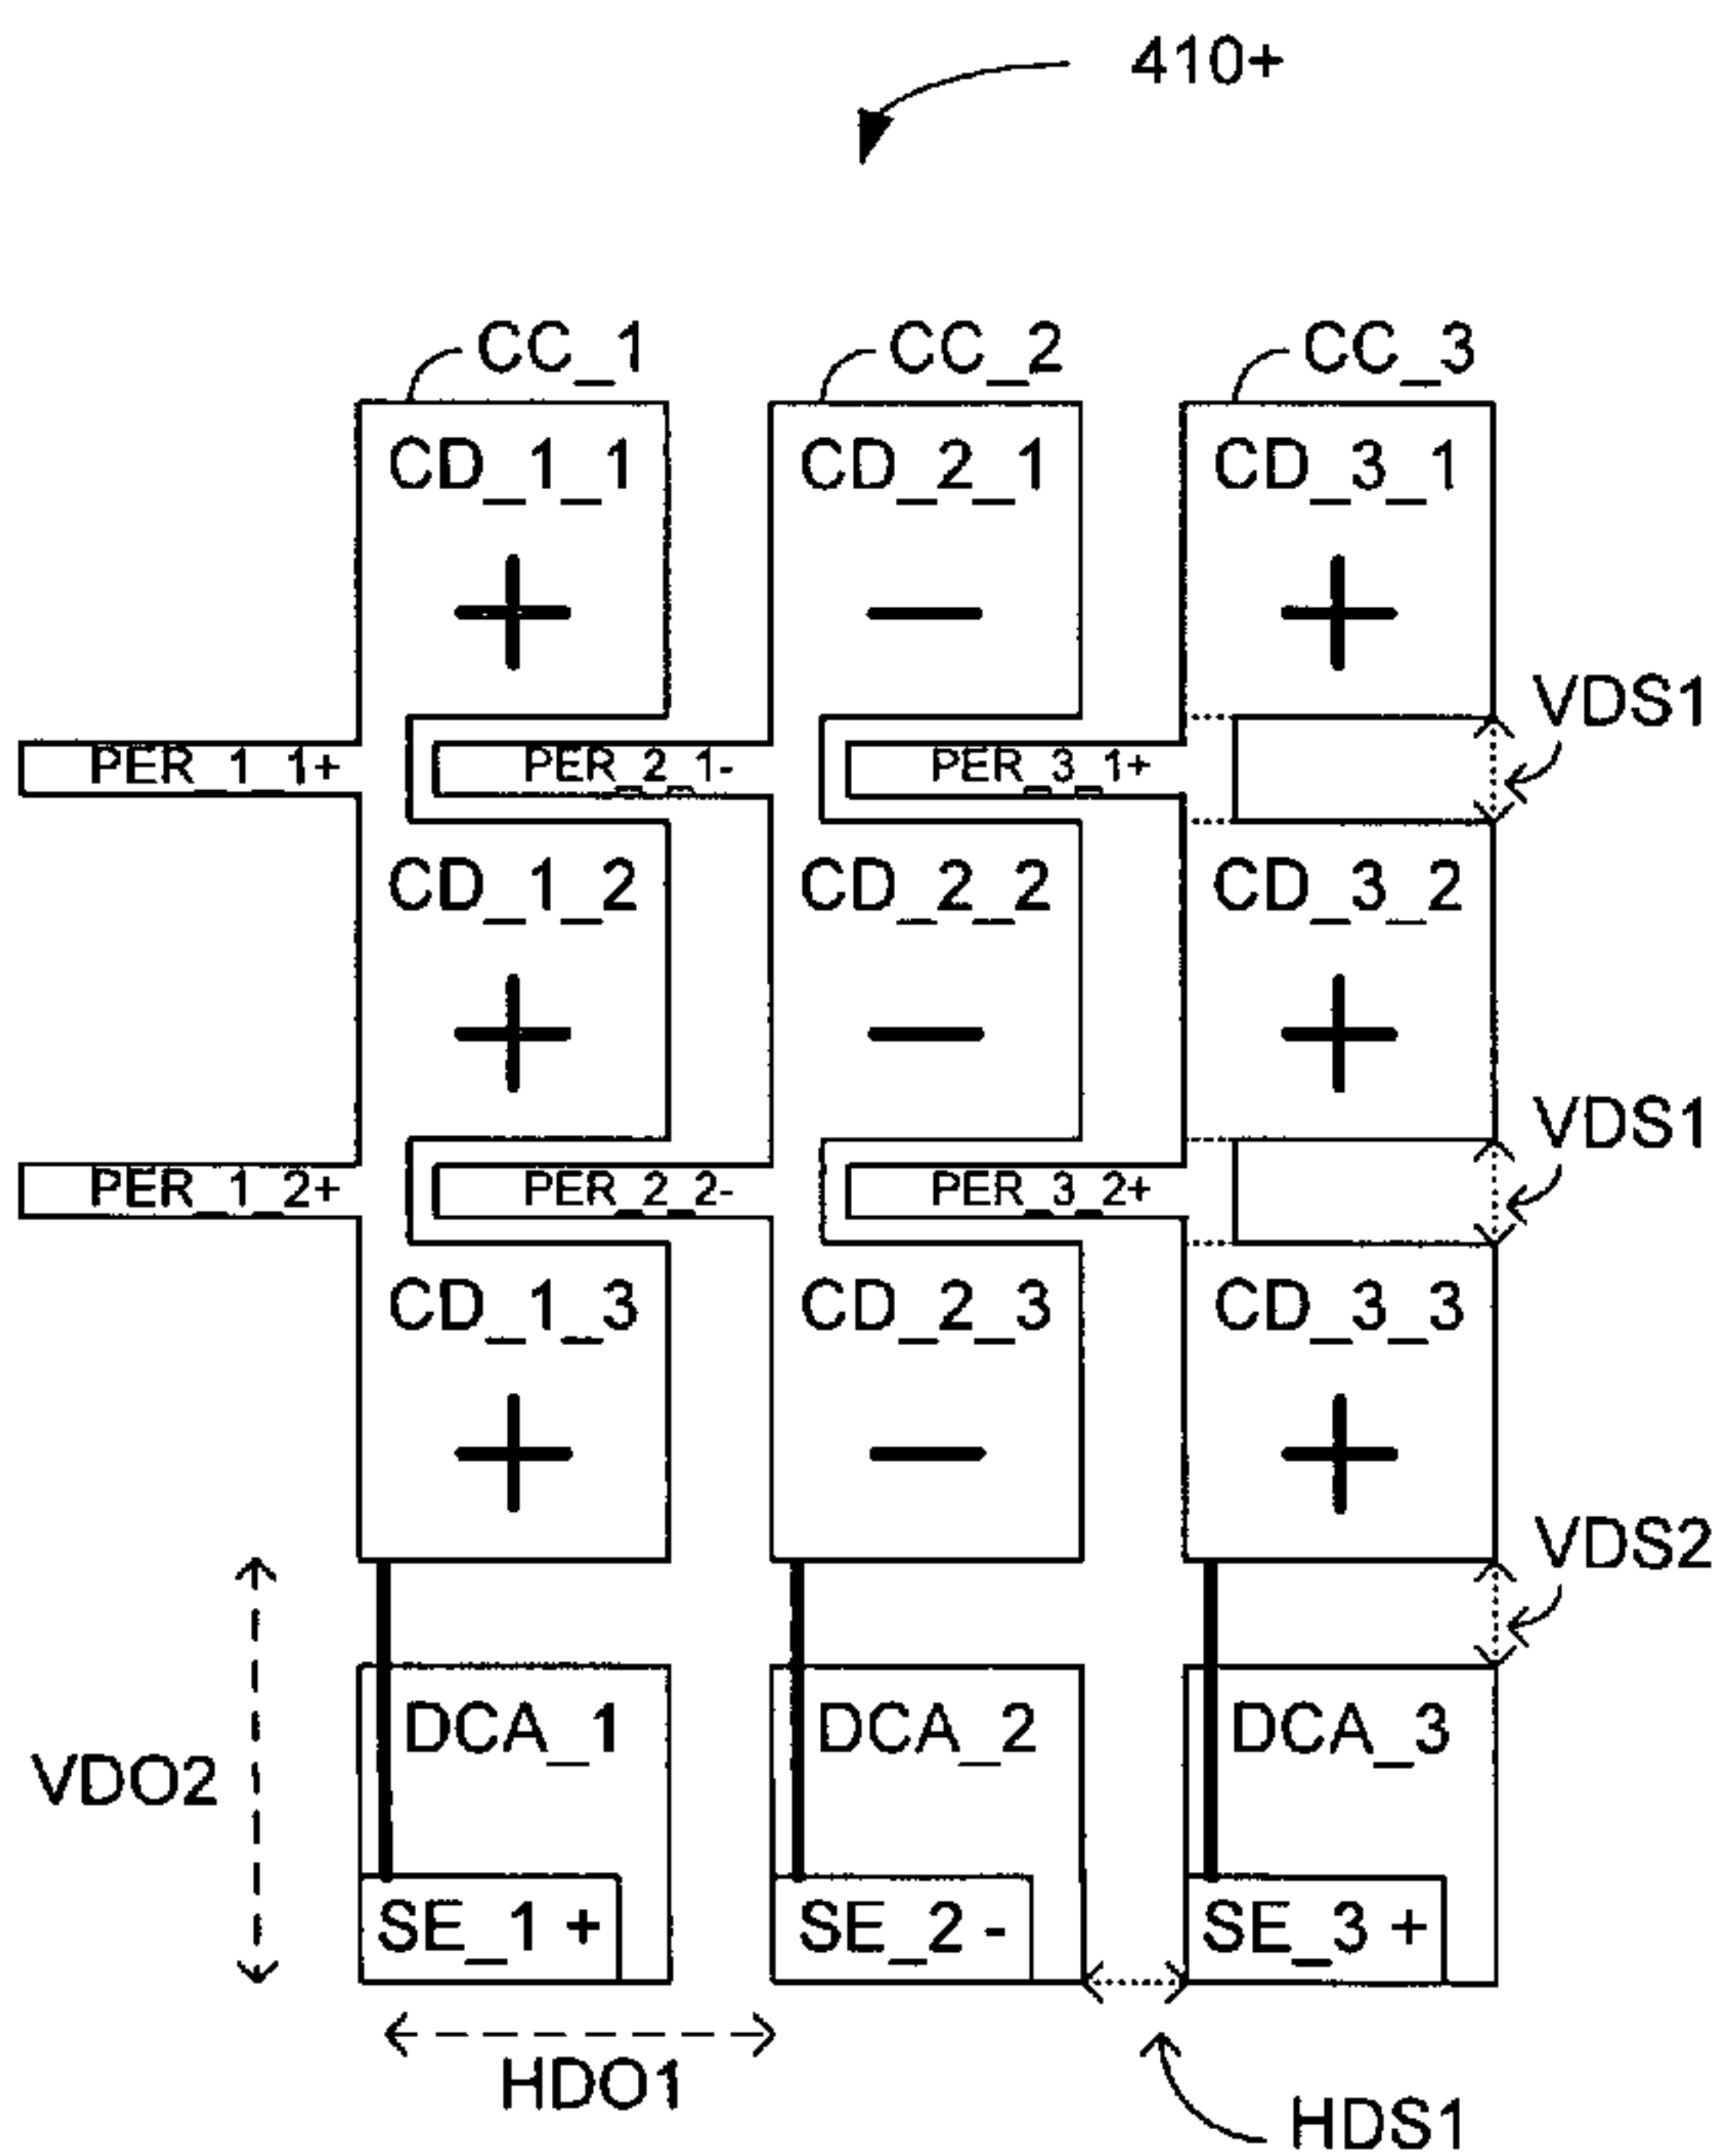 410+
CC_1 CC_2 CC_3
CD_1_1 CD_2_1 CD_3_1
+ − +
VDS1
PER_1_1+ PER_2_1- PER_3_1+
CD_1_2 CD_2_2 CD_3_2
+ − +
VDS1
PER_1_2+ PER_2_2- PER_3_2+
CD_1_3 CD_2_3 CD_3_3
+ − +
VDS2
DCA_1 DCA_2 DCA_3
VDO2
SE_1 + SE_2 - SE_3 +
HDO1
HDS1